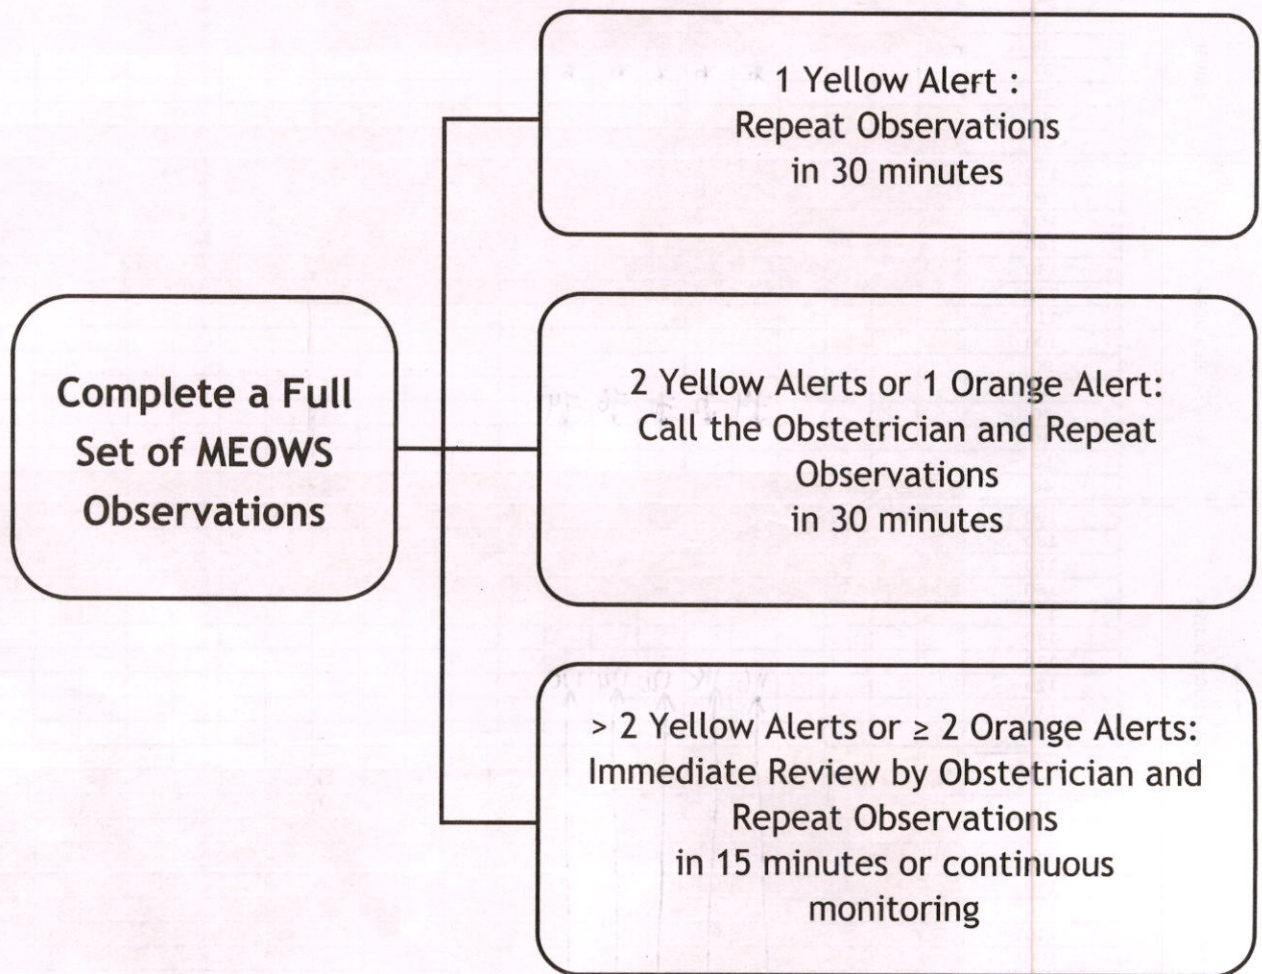 1 Yellow Alert :
Repeat Observations
in 30 minutes
Complete a Full
Set of MEOWS
Observations
2 Yellow Alerts or 1 Orange Alert:
Call the Obstetrician and Repeat
Observations
in 30 minutes
> 2 Yellow Alerts or ≥ 2 Orange Alerts:
Immediate Review by Obstetrician and
Repeat Observations
in 15 minutes or continuous
monitoring